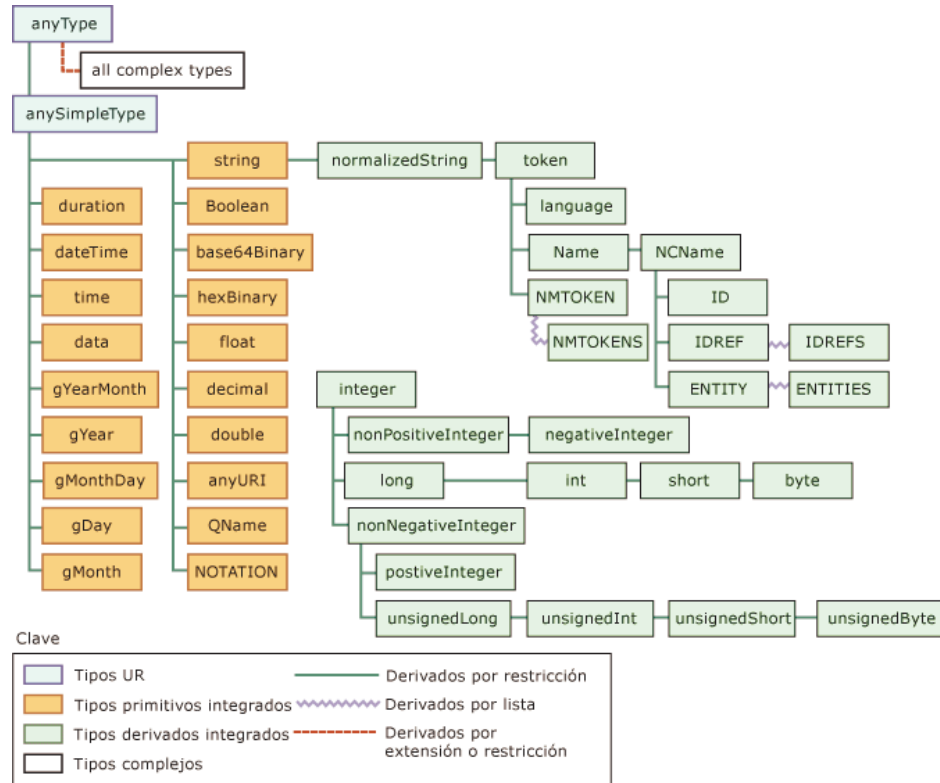 anyType
all complex types
anySimpleType
string normalizedString token
duration Boolean language
dateTime base64Binary Name NCName
time hexBinary NMTOKEN ID
data float NMTOKENS IDREF IDREFS
gYearMonth decimal integer ENTITY ENTITIES
gYear double nonPositiveInteger negativeInteger
gMonthDay anyURI long int short byte
gDay QName nonNegativeInteger
gMonth NOTATION postiveInteger
unsignedLong unsignedInt unsignedShort unsignedByte
Clave
Tipos UR Derivados por restricción
Tipos primitivos integrados Derivados por lista
Tipos derivados integrados Derivados por
extensión o restricción
Tipos complejos